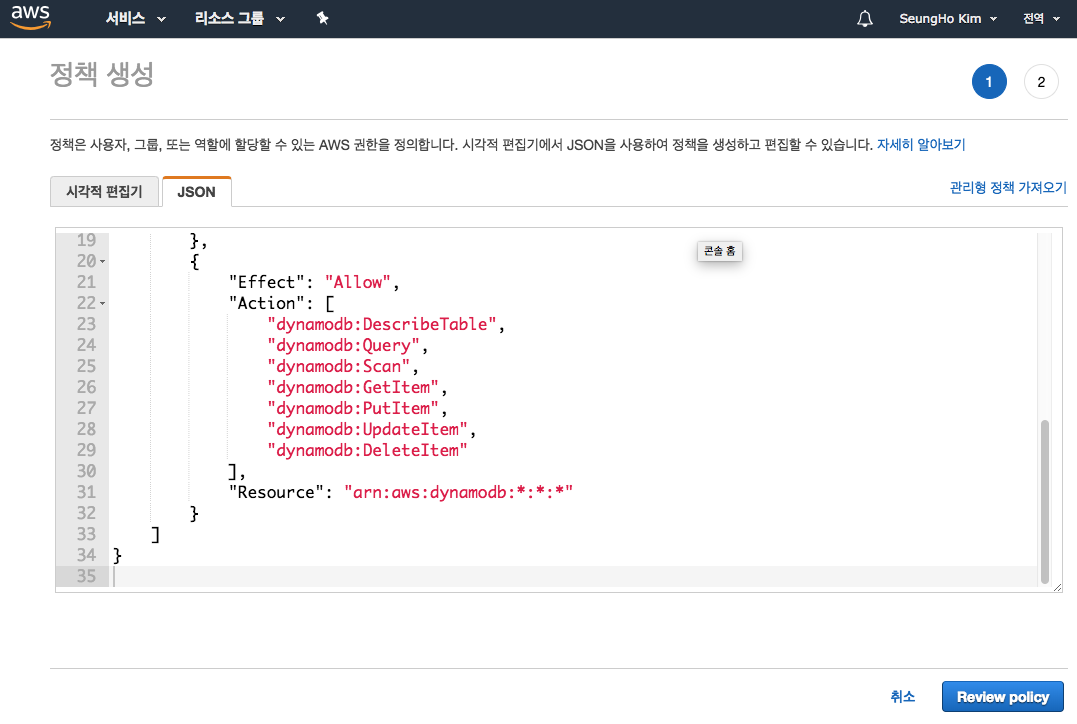 aws 서비스 리소스 그룹 SeungHo Kim 전역
정책 생성
1 2
정책은 사용자, 그룹, 또는 역할에 할당할 수 있는 AWS 권한을 정의합니다. 시각적 편집기에서 JSON을 사용하여 정책을 생성하고 편집할 수 있습니다. 자세히 알아보기
시각적 편집기 JSON 관리형 정책 가져오기
콘솔 홈
19         },
20         {
21             "Effect": "Allow",
22             "Action": [
23                 "dynamodb:DescribeTable",
24                 "dynamodb:Query",
25                 "dynamodb:Scan",
26                 "dynamodb:GetItem",
27                 "dynamodb:PutItem",
28                 "dynamodb:UpdateItem",
29                 "dynamodb:DeleteItem"
30             ],
31             "Resource": "arn:aws:dynamodb:*:*:*"
32         }
33     ]
34 }
35
취소 Review policy